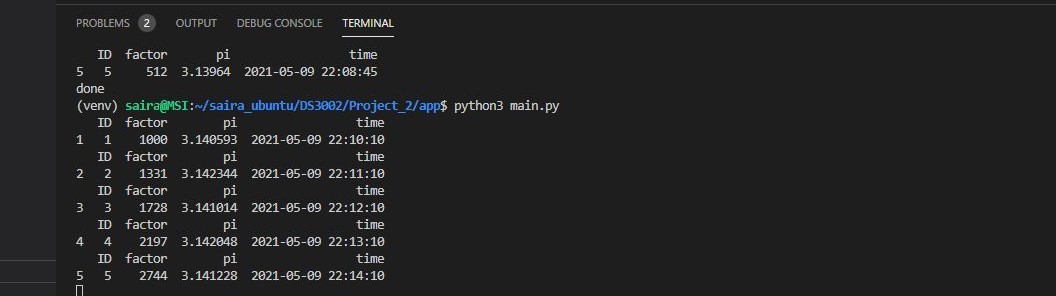 PROBLEMS 2 OUTPUT DEBUG CONSOLE TERMINAL
ID factor pi time
5 5 512 3.13964 2021-05-09 22:08:45
done
(venv) saira@MSI:~/saira_ubuntu/DS3002/Project_2/app$ python3 main.py
ID factor pi time
1 1 1000 3.140593 2021-05-09 22:10:10
ID factor pi time
2 2 1331 3.142344 2021-05-09 22:11:10
ID factor pi time
3 3 1728 3.141014 2021-05-09 22:12:10
ID factor pi time
4 4 2197 3.142048 2021-05-09 22:13:10
ID factor pi time
5 5 2744 3.141228 2021-05-09 22:14:10